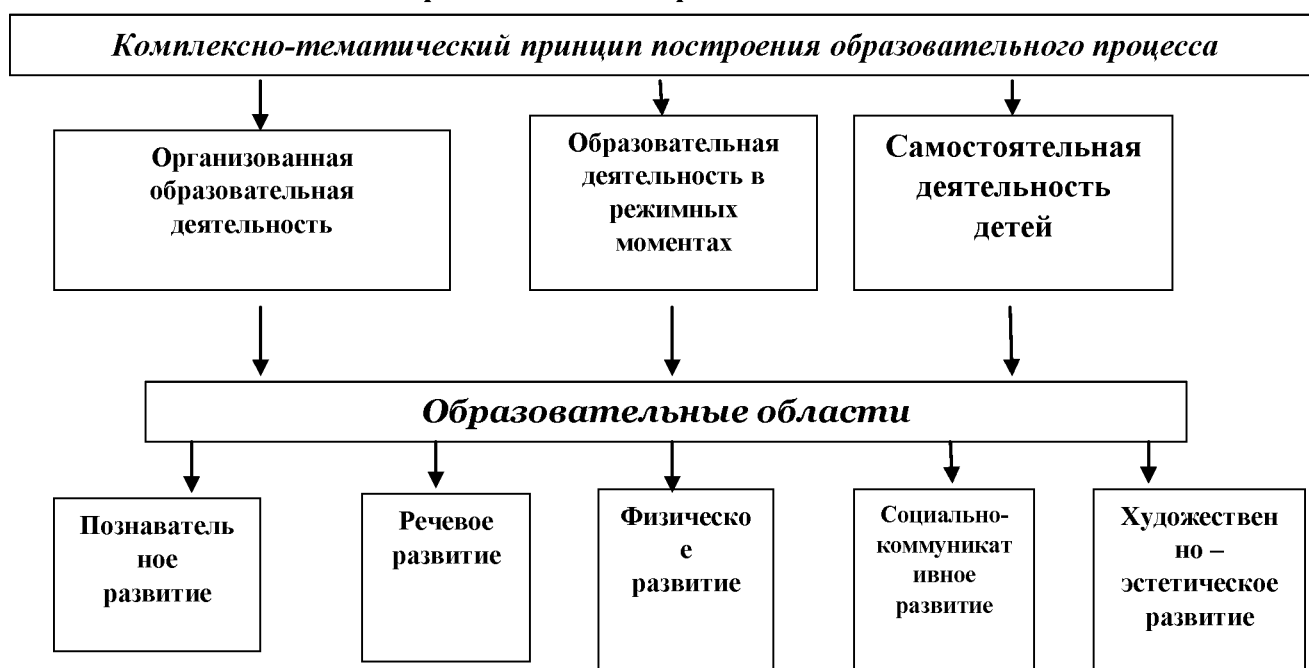 Комплексно-тематический принцип построения образовательного процесса
Организованная
образовательная
деятельность
Образовательная
деятельность в
режимных
моментах
Самостоятельная
деятельность
детей
Образовательные области
Познаватель
ное
развитие
Речевое
развитие
Физическо
е
развитие
Социально-
коммуникат
ивное
развитие
Художествен
но –
эстетическое
развитие